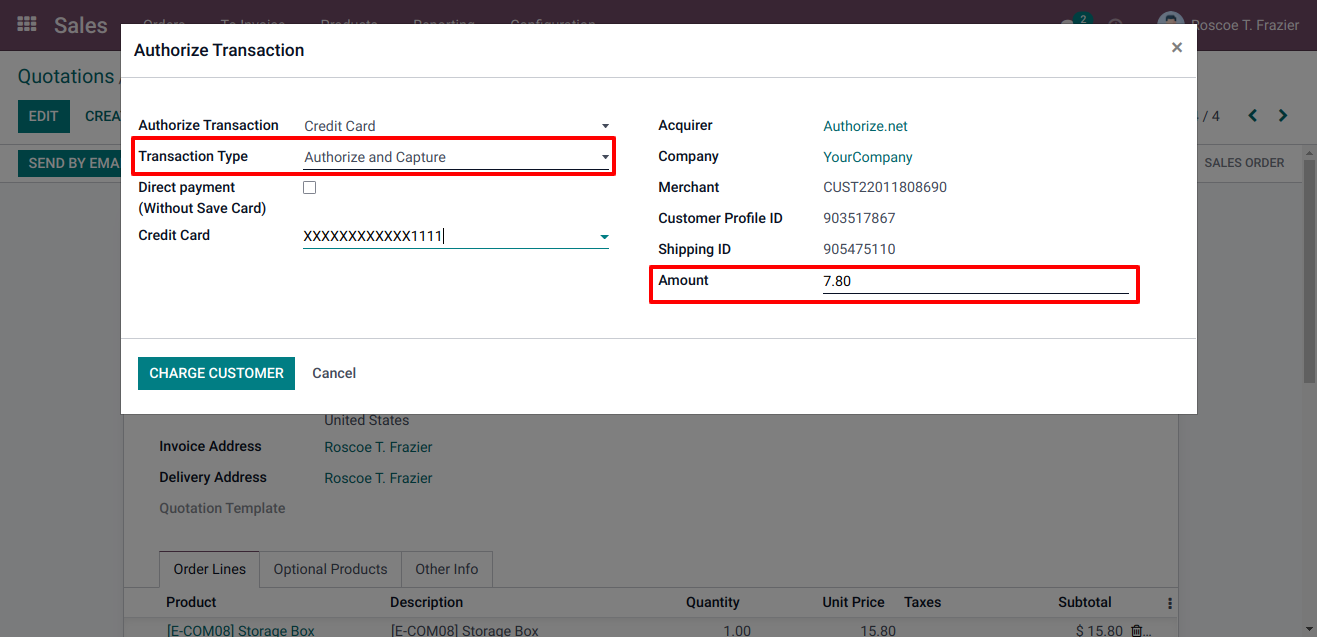 Sales Orders To Invoice Products Reporting Configuration 2 Roscoe T. Frazier
Authorize Transaction ×
Quotations /
EDIT CREA / 4
SEND BY EMA SALES ORDER
Authorize Transaction Credit Card
Transaction Type Authorize and Capture
Direct payment
(Without Save Card)
Credit Card XXXXXXXXXXXX1111
Acquirer Authorize.net
Company YourCompany
Merchant CUST22011808690
Customer Profile ID 903517867
Shipping ID 905475110
Amount 7.80
CHARGE CUSTOMER Cancel
United States
Invoice Address Roscoe T. Frazier
Delivery Address Roscoe T. Frazier
Quotation Template
Order Lines Optional Products Other Info
Product Description Quantity Unit Price Taxes Subtotal
[E-COM08] Storage Box [E-COM08] Storage Box 1.00 15.80 $ 15.80